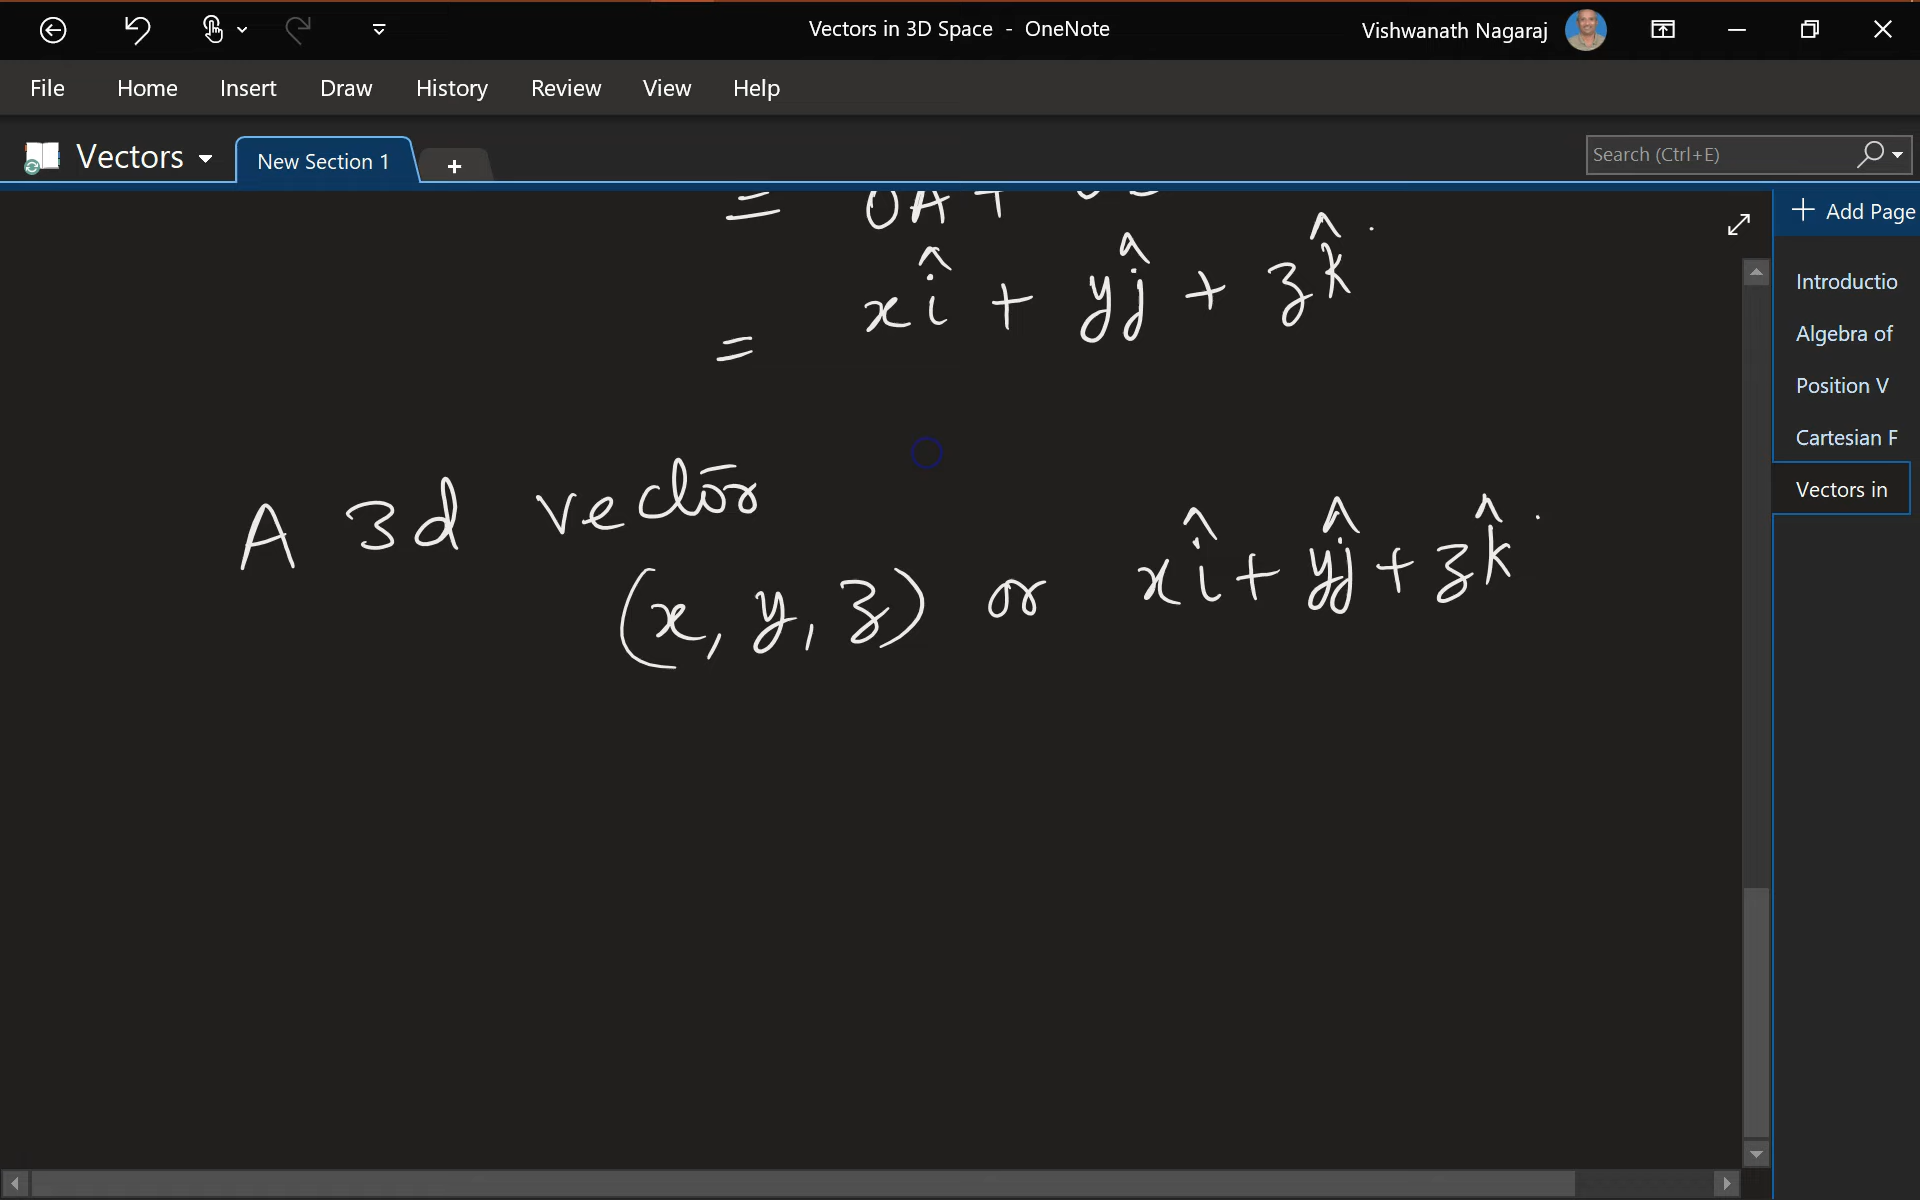 Vectors in 3D Space - OneNote
Vishwanath Nagaraj
File Home Insert Draw History Review View Help
Vectors
New Section 1
+
Search (Ctrl+E)
+ Add Page
Introductio
Algebra of
Position V
Cartesian F
Vectors in
= OA +
= xî + yĵ + zk̂.
A 3d vector
(x, y, z) or xî + yĵ + zk̂.